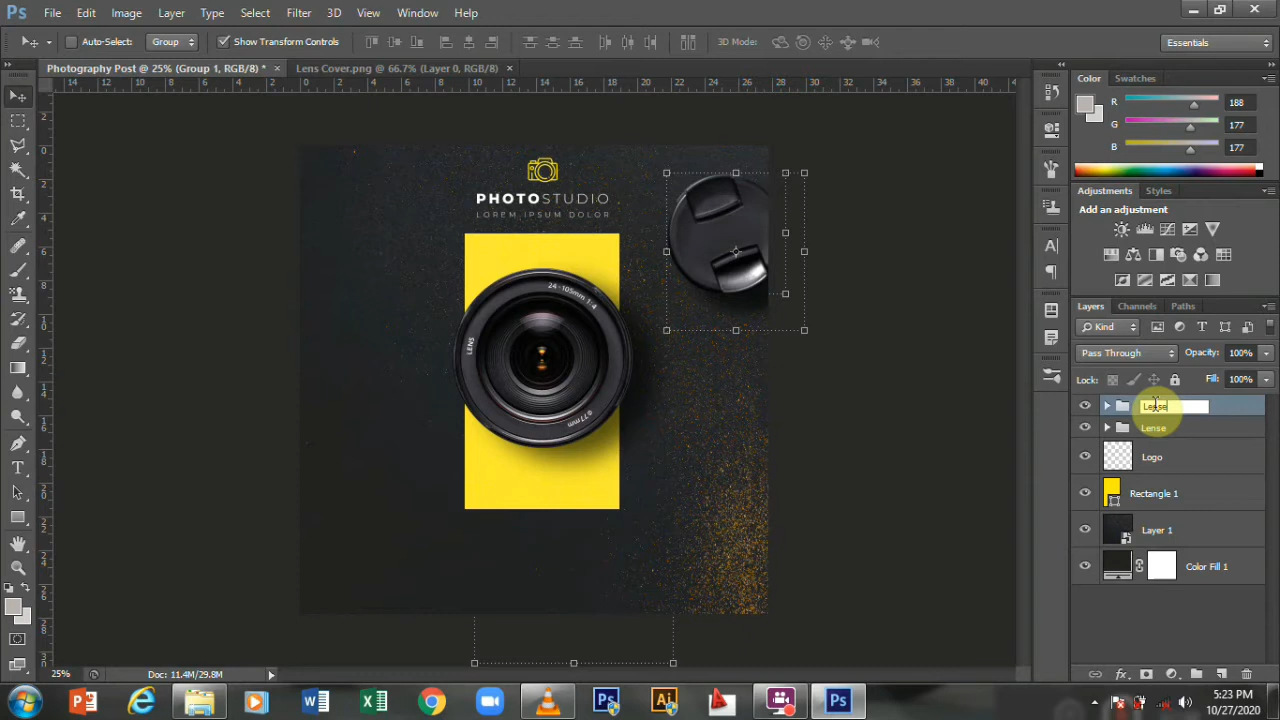 Ps File Edit Image Layer Type Select Filter 3D View Window Help
Auto-Select: Group Show Transform Controls 3D Mode: Essentials
Photography Post @ 25% (Group 1, RGB/8) * × Lens Cover.png @ 66.7% (Layer 0, RGB/8) ×
Color Swatches
R 188
G 177
B 177
Adjustments Styles
Add an adjustment
PHOTOSTUDIO
LOREM IPSUM DOLOR
24-105mm 1:4
LENS
Ø77mm
Layers Channels Paths
Kind
Pass Through Opacity: 100%
Lock: Fill: 100%
Lense
Lense
Logo
Rectangle 1
Layer 1
Color Fill 1
25% Doc: 11.4M/29.8M
5:23 PM
10/27/2020